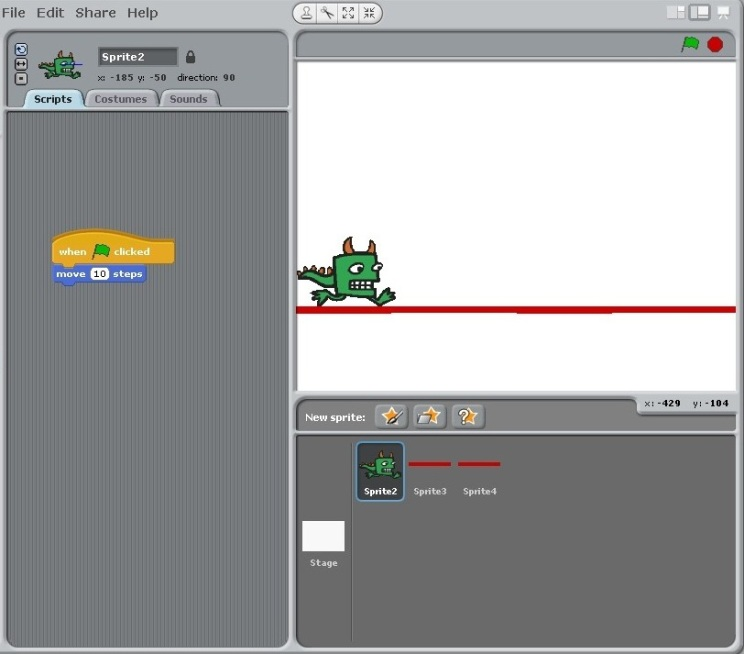 File Edit Share Help
Sprite2
x: -185 y: -50 direction: 90
Scripts Costumes Sounds
when clicked
move 10 steps
x: -429 y: -104
New sprite:
Sprite2 Sprite3 Sprite4
Stage